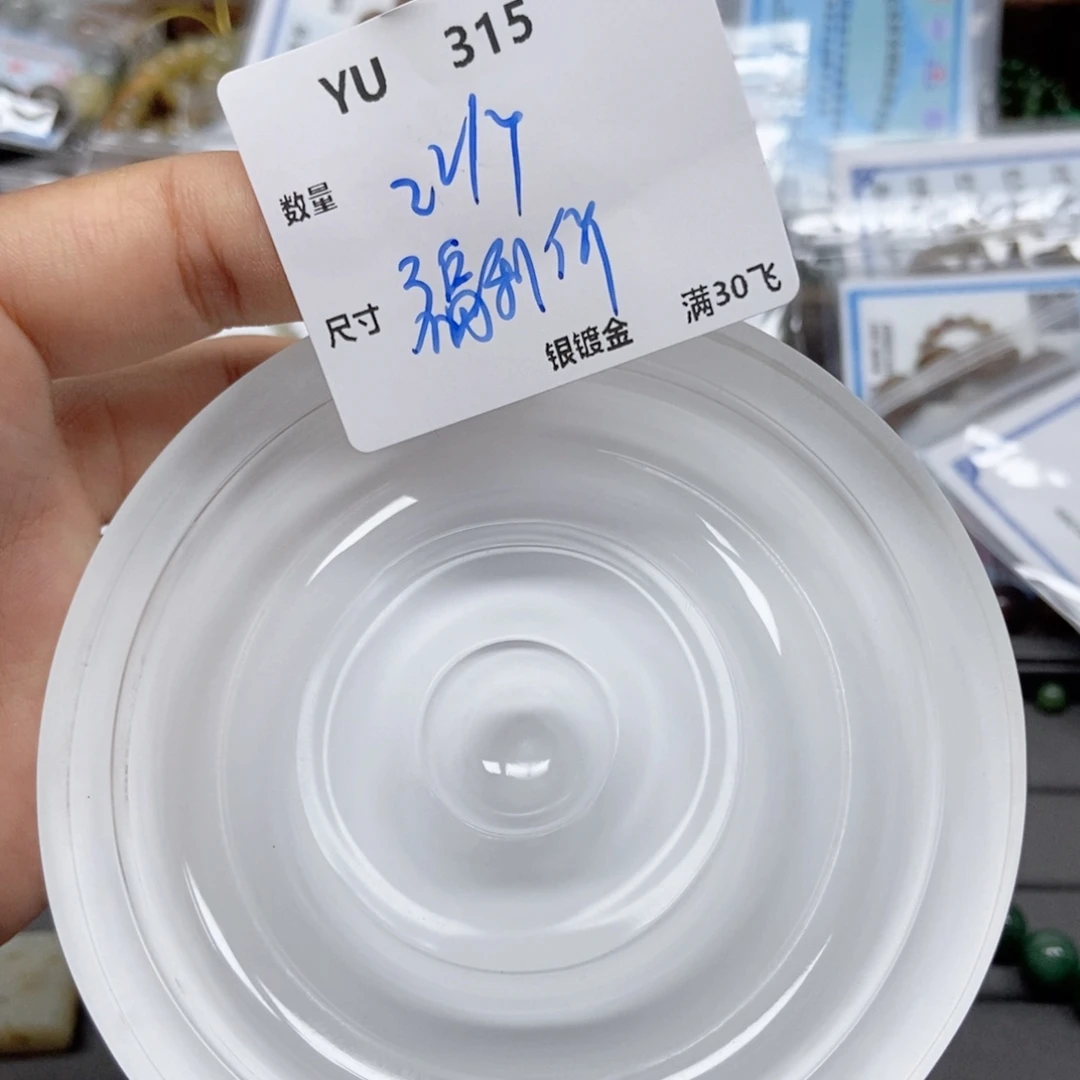 YU 315
数量
尺寸 福利价
银镀金 满30飞